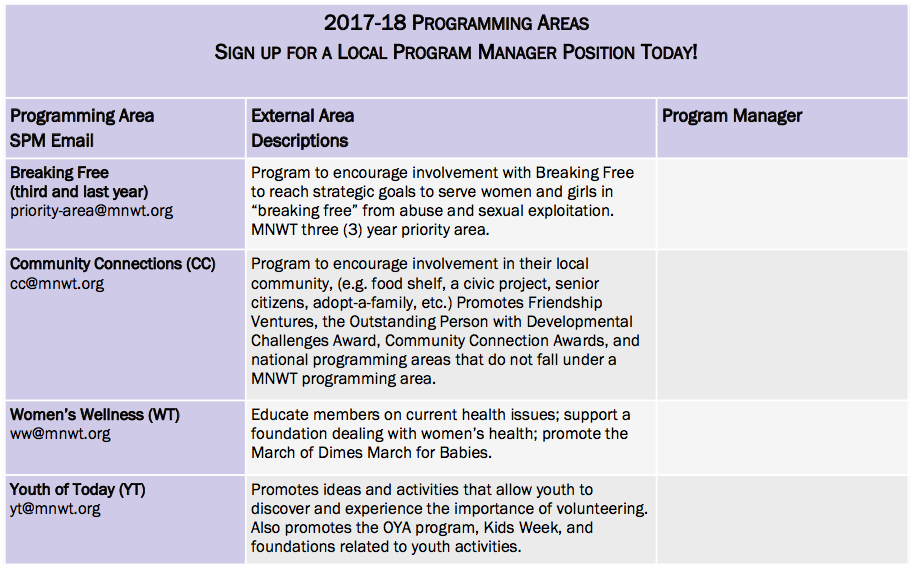 2017-18 PROGRAMMING AREAS
SIGN UP FOR A LOCAL PROGRAM MANAGER POSITION TODAY!
Programming Area
SPM Email
External Area
Descriptions
Program Manager
Breaking Free
(third and last year)
priority-area@mnwt.org
Program to encourage involvement with Breaking Free
to reach strategic goals to serve women and girls in
“breaking free” from abuse and sexual exploitation.
MNWT three (3) year priority area.
Community Connections (CC)
cc@mnwt.org
Program to encourage involvement in their local
community, (e.g. food shelf, a civic project, senior
citizens, adopt-a-family, etc.) Promotes Friendship
Ventures, the Outstanding Person with Developmental
Challenges Award, Community Connection Awards, and
national programming areas that do not fall under a
MNWT programming area.
Women’s Wellness (WT)
ww@mnwt.org
Educate members on current health issues; support a
foundation dealing with women’s health; promote the
March of Dimes March for Babies.
Youth of Today (YT)
yt@mnwt.org
Promotes ideas and activities that allow youth to
discover and experience the importance of volunteering.
Also promotes the OYA program, Kids Week, and
foundations related to youth activities.